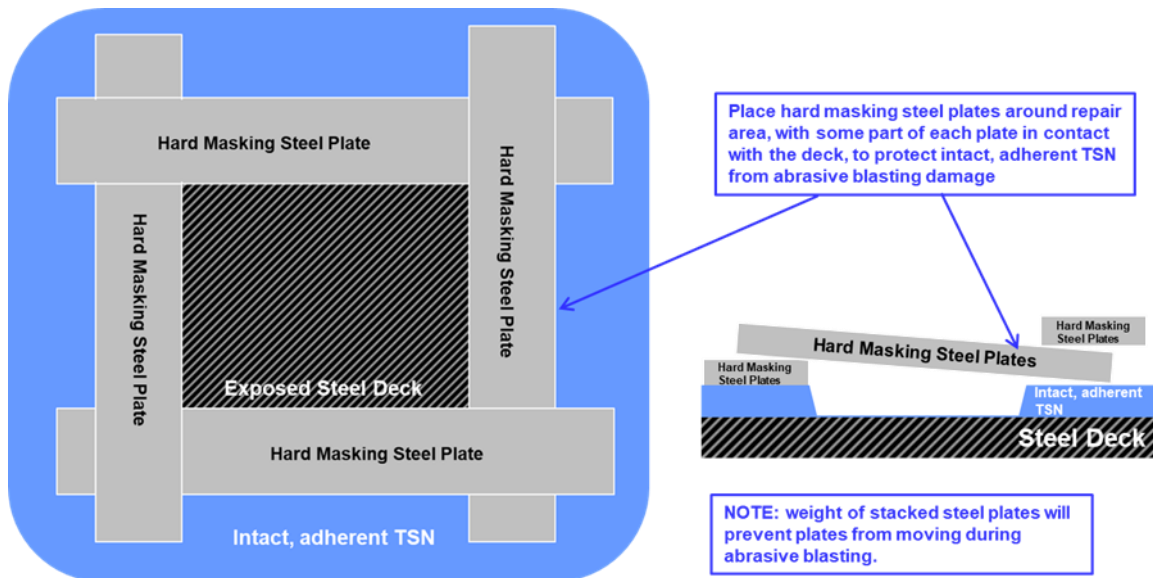 Hard Masking Steel Plate
Hard Masking Steel Plate
Hard Masking Steel Plate
Exposed Steel Deck
Hard Masking Steel Plate
Intact, adherent TSN
Place hard masking steel plates around repair
area, with some part of each plate in contact
with the deck, to protect intact, adherent TSN
from abrasive blasting damage
Hard Masking
Steel Plates
Hard Masking Steel Plates
Hard Masking
Steel Plates
Intact, adherent
TSN
Steel Deck
NOTE: weight of stacked steel plates will
prevent plates from moving during
abrasive blasting.